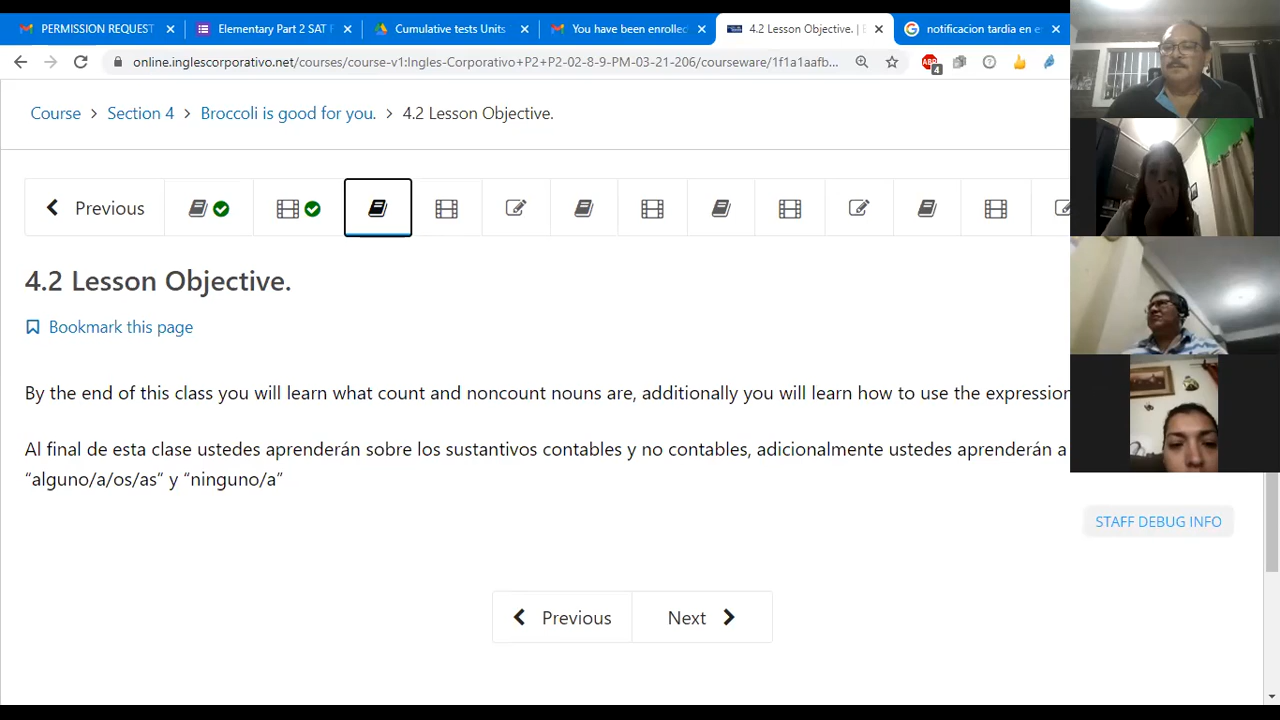 PERMISSION REQUEST
Elementary Part 2 SAT
Cumulative tests Units
You have been enrolled
4.2 Lesson Objective. |
notificacion tardia en e
online.inglescorporativo.net/courses/course-v1:Ingles-Corporativo+P2+P2-02-8-9-PM-03-21-206/courseware/1f1a1aafb...
ABP
4
Course > Section 4 > Broccoli is good for you. > 4.2 Lesson Objective.
Previous
4.2 Lesson Objective.
Bookmark this page
By the end of this class you will learn what count and noncount nouns are, additionally you will learn how to use the expression
Al final de esta clase ustedes aprenderán sobre los sustantivos contables y no contables, adicionalmente ustedes aprenderán a
“alguno/a/os/as” y “ninguno/a”
STAFF DEBUG INFO
Previous
Next